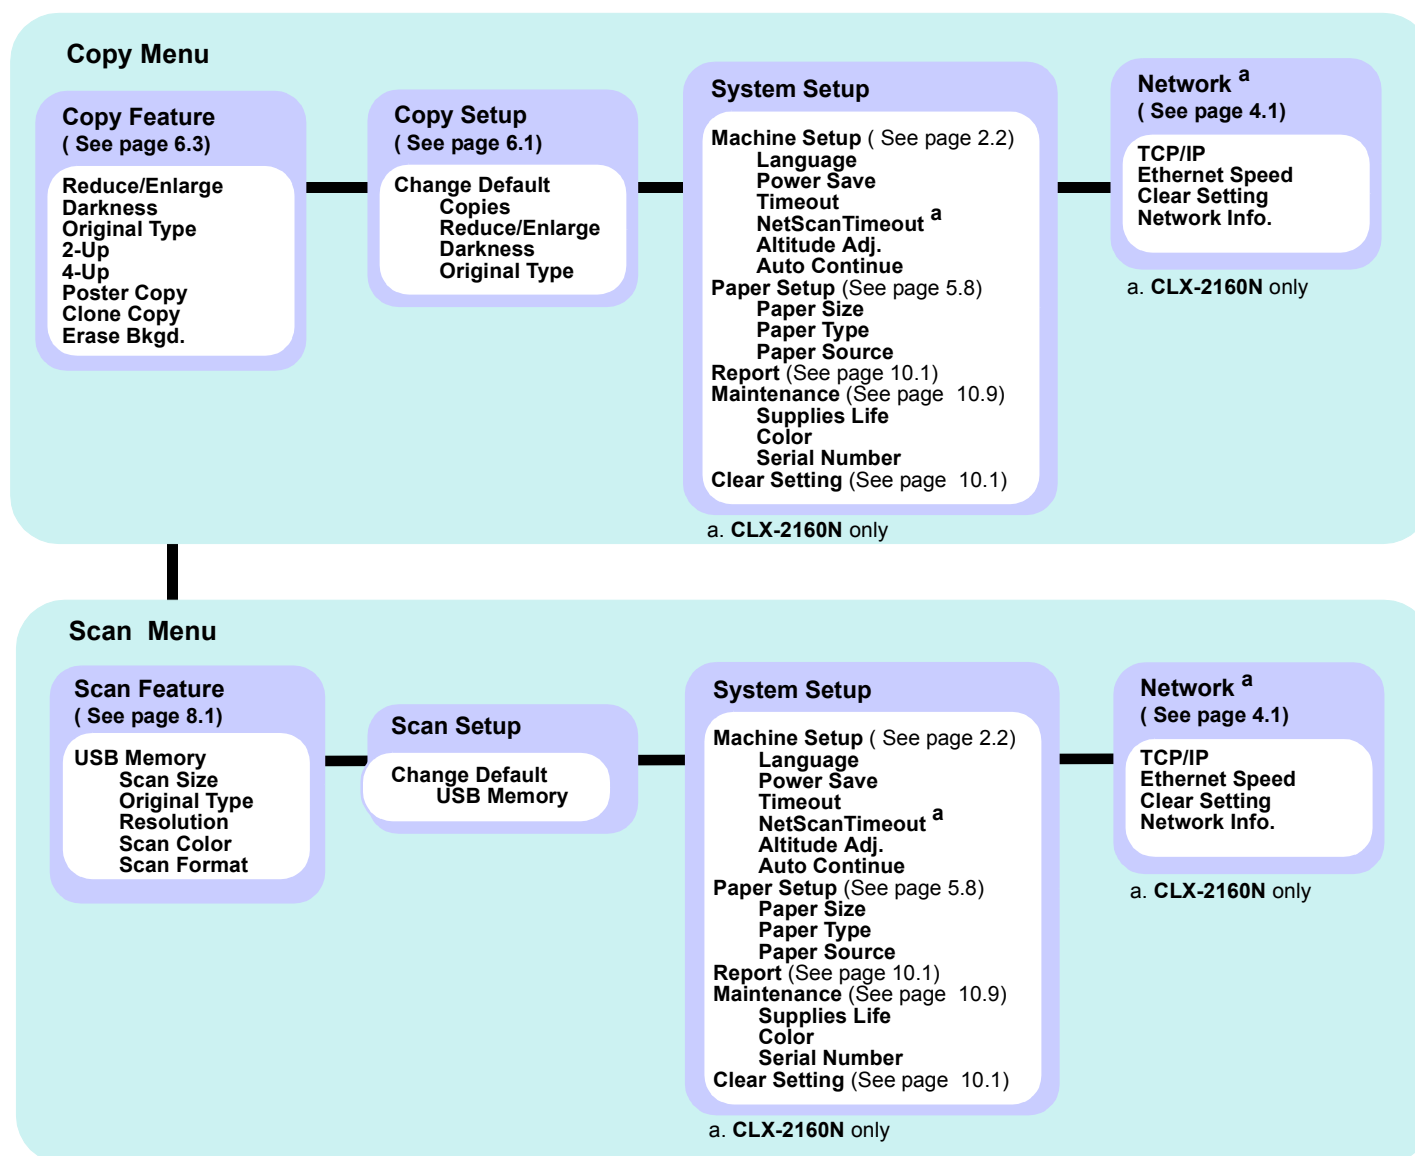 Copy Menu
Copy Feature
( See page 6.3)
Reduce/Enlarge
Darkness
Original Type
2-Up
4-Up
Poster Copy
Clone Copy
Erase Bkgd.
Copy Setup
( See page 6.1)
Change Default
Copies
Reduce/Enlarge
Darkness
Original Type
System Setup
Machine Setup ( See page 2.2)
Language
Power Save
Timeout
NetScanTimeout a
Altitude Adj.
Auto Continue
Paper Setup (See page 5.8)
Paper Size
Paper Type
Paper Source
Report (See page 10.1)
Maintenance (See page 10.9)
Supplies Life
Color
Serial Number
Clear Setting (See page 10.1)
a. CLX-2160N only
Network a
( See page 4.1)
TCP/IP
Ethernet Speed
Clear Setting
Network Info.
a. CLX-2160N only
Scan Menu
Scan Feature
( See page 8.1)
USB Memory
Scan Size
Original Type
Resolution
Scan Color
Scan Format
Scan Setup
Change Default
USB Memory
System Setup
Machine Setup ( See page 2.2)
Language
Power Save
Timeout
NetScanTimeout a
Altitude Adj.
Auto Continue
Paper Setup (See page 5.8)
Paper Size
Paper Type
Paper Source
Report (See page 10.1)
Maintenance (See page 10.9)
Supplies Life
Color
Serial Number
Clear Setting (See page 10.1)
a. CLX-2160N only
Network a
( See page 4.1)
TCP/IP
Ethernet Speed
Clear Setting
Network Info.
a. CLX-2160N only